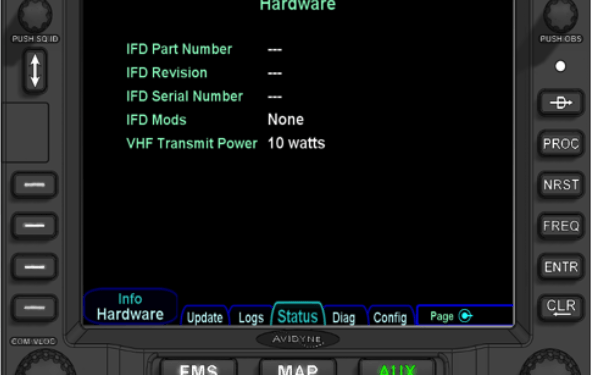 Hardware
PUSH SQ ID
PUSH OBS
IFD Part Number ---
IFD Revision ---
IFD Serial Number ---
IFD Mods None
VHF Transmit Power 10 watts
PROC
NRST
FREQ
ENTR
CLR
Info
Hardware
Update
Logs
Status
Diag
Config
Page
COM/VLOC
AVIDYNE
FMS
MAP
AUX